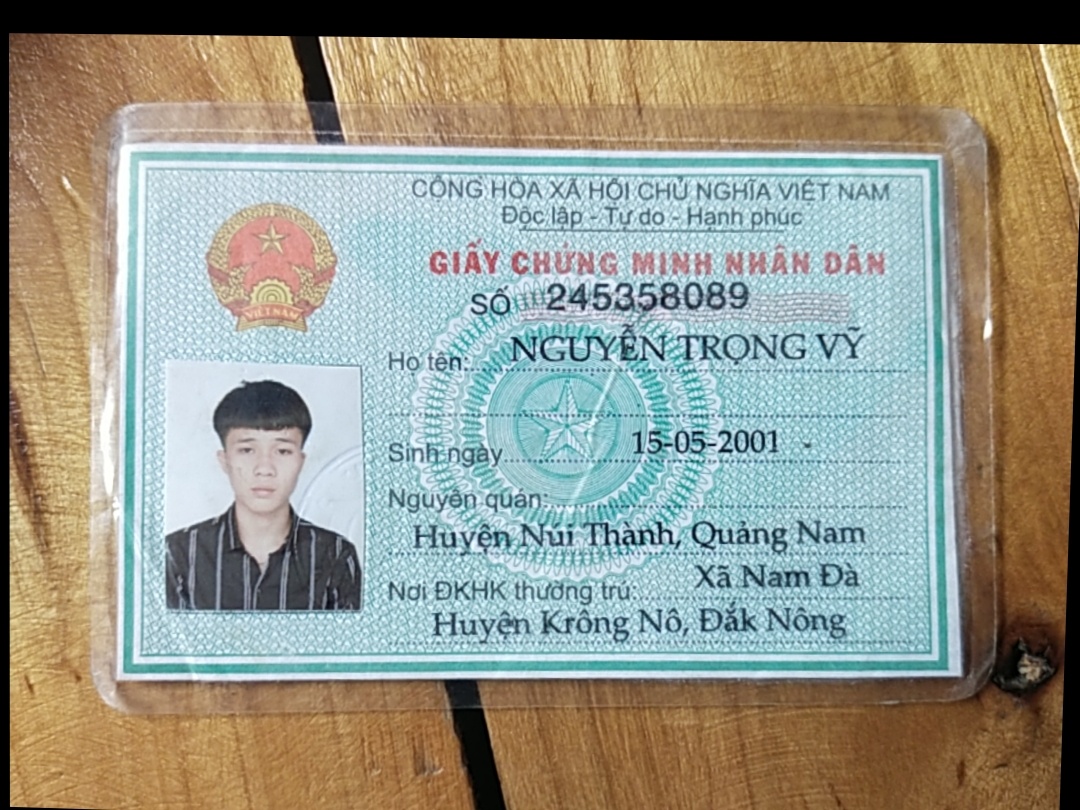 CỘNG HÒA XÃ HỘI CHỦ NGHĨA VIỆT NAM
Độc lập - Tự do - Hạnh phúc
GIẤY CHỨNG MINH NHÂN DÂN
SỐ 245358089
Họ tên: NGUYỄN TRỌNG VỸ
Sinh ngày 15-05-2001
Nguyên quán:
Huyện Núi Thành, Quảng Nam
Nơi ĐKHK thường trú: Xã Nam Đà
Huyện Krông Nô, Đắk Nông
VIỆT NAM